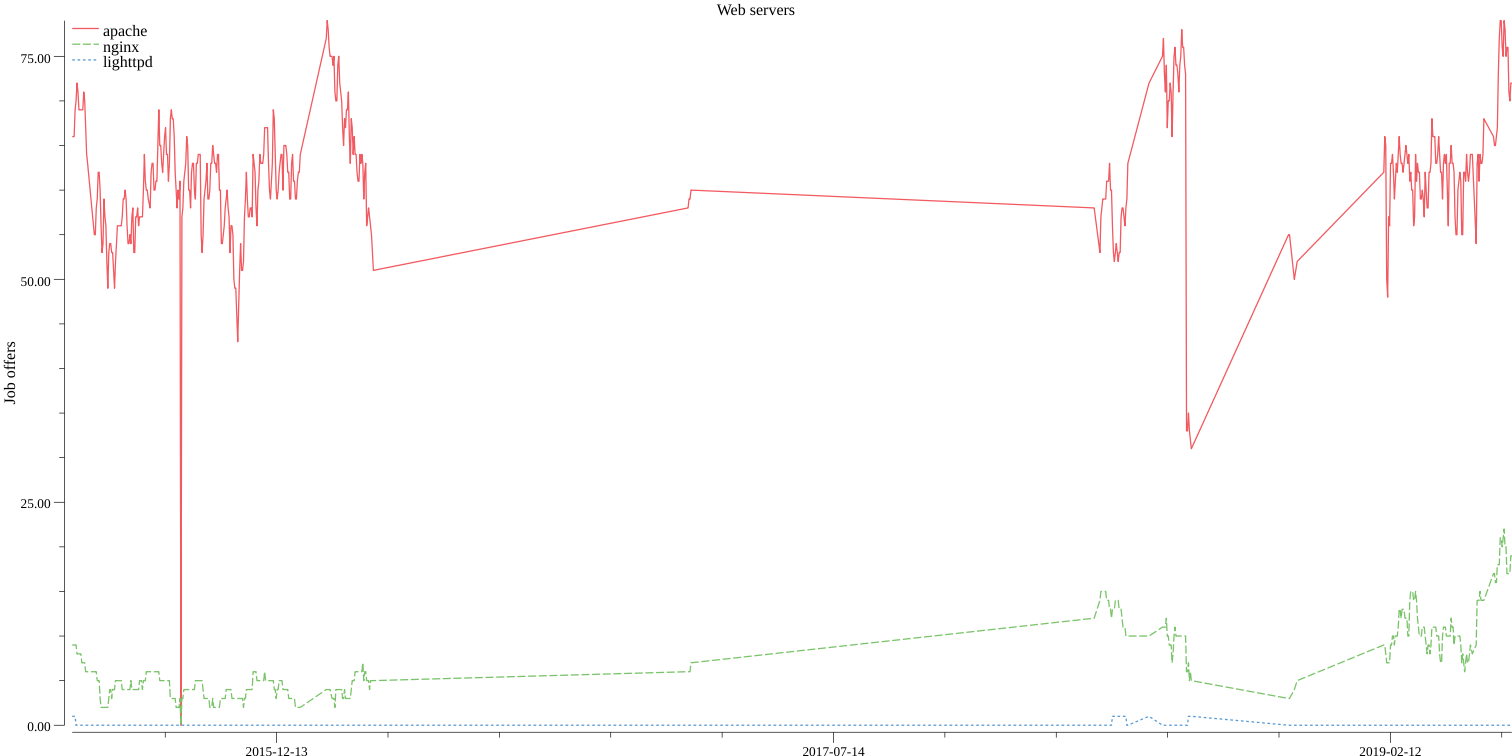 Web servers
apache
nginx
lighttpd
75.00
50.00
25.00
0.00
Job offers
2015-12-13
2017-07-14
2019-02-12